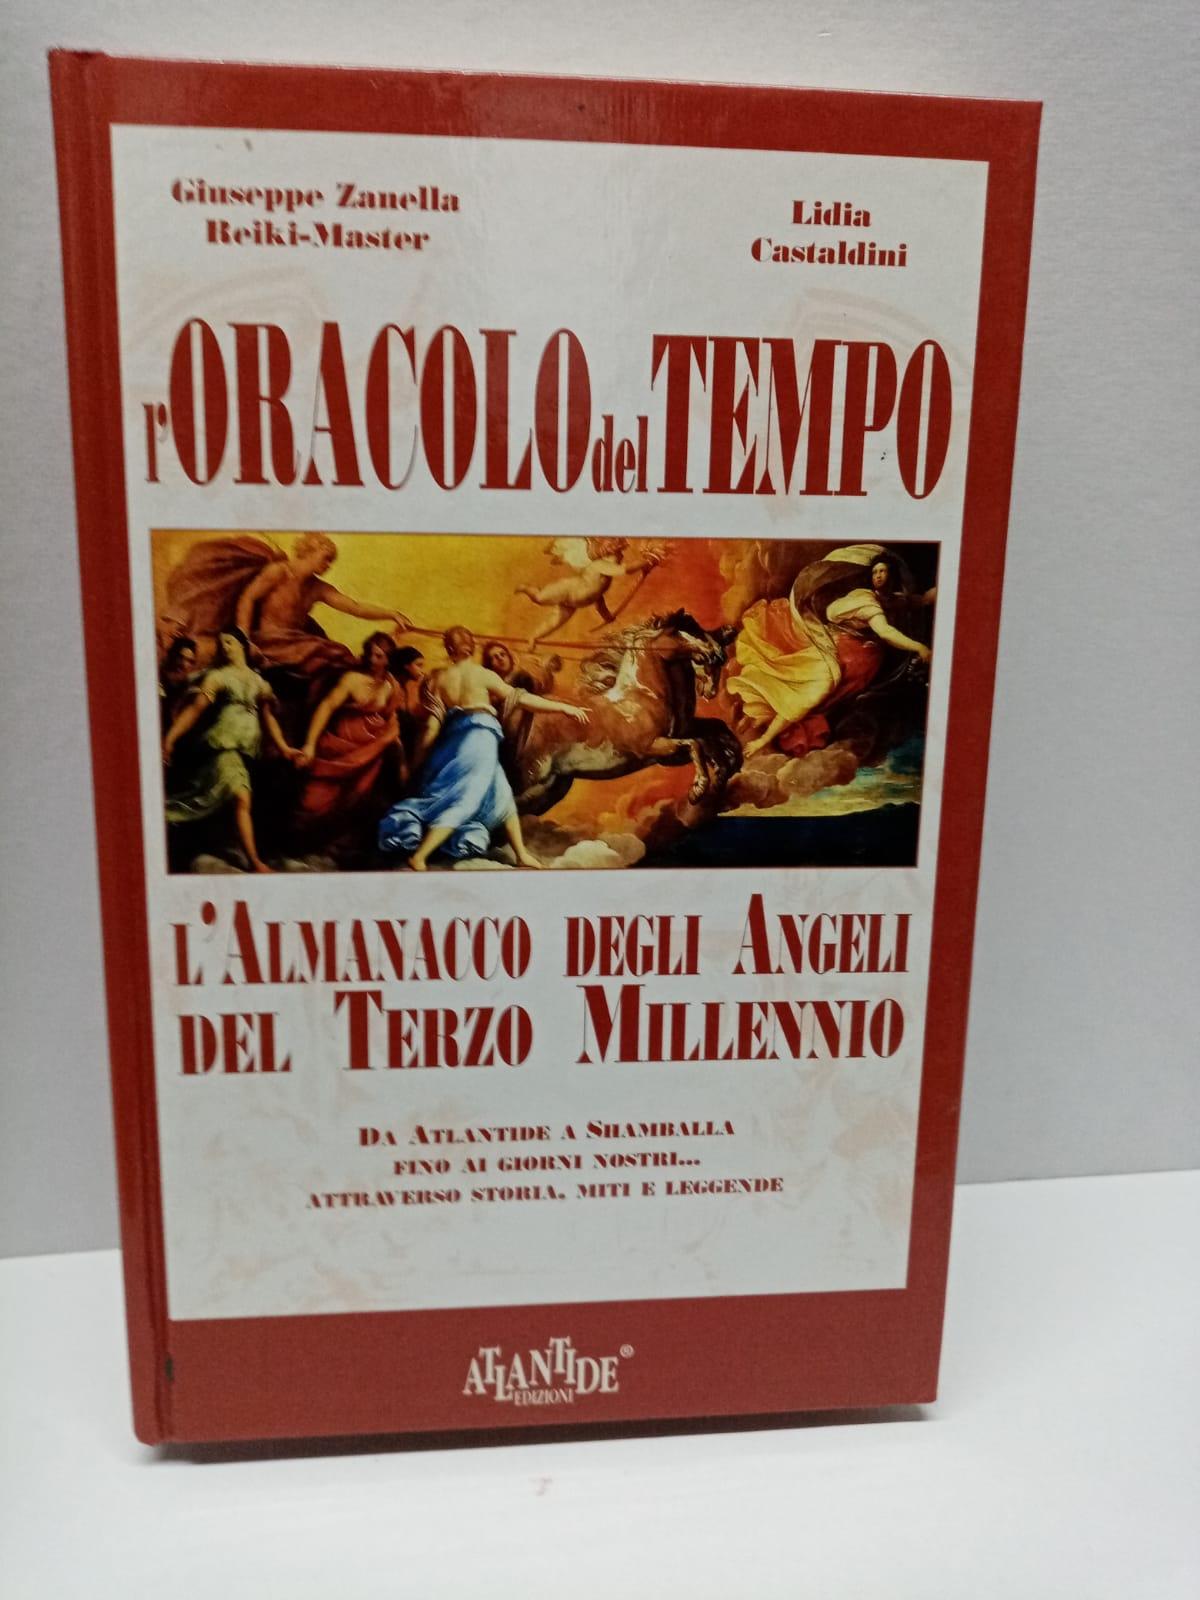 Giuseppe Zanella
Reiki-Master
Lidia
Castaldini
l'ORACOLO del TEMPO
L'ALMANACCO DEGLI ANGELI
DEL TERZO MILLENNIO
DA ATLANTIDE A SHAMBALLA
FINO AI GIORNI NOSTRI...
ATTRAVERSO STORIA, MITI E LEGGENDE
ATLANTIDE®
EDIZIONI